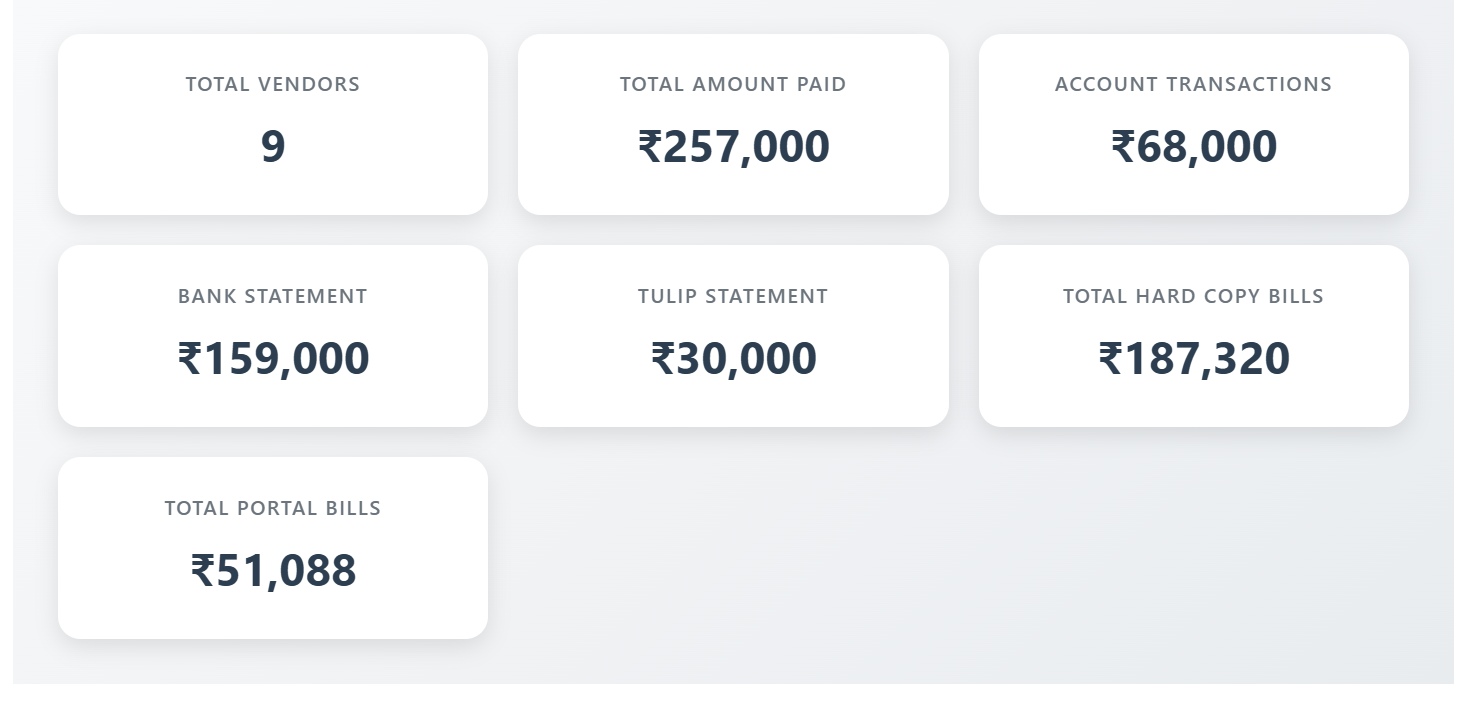 TOTAL VENDORS
9
TOTAL AMOUNT PAID
₹257,000
ACCOUNT TRANSACTIONS
₹68,000
BANK STATEMENT
₹159,000
TULIP STATEMENT
₹30,000
TOTAL HARD COPY BILLS
₹187,320
TOTAL PORTAL BILLS
₹51,088